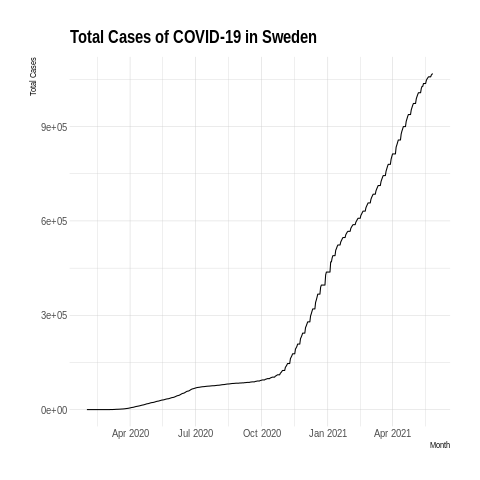 Total Cases of COVID-19 in Sweden
Total Cases
9e+05
6e+05
3e+05
0e+00
Apr 2020
Jul 2020
Oct 2020
Jan 2021
Apr 2021
Month